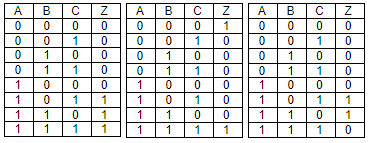 A B C Z
0 0 0 0
0 0 1 0
0 1 0 0
0 1 1 0
1 0 0 0
1 0 1 1
1 1 0 1
1 1 1 1
A B C Z
0 0 0 1
0 0 1 0
0 1 0 0
0 1 1 0
1 0 0 0
1 0 1 0
1 1 0 0
1 1 1 1
A B C Z
0 0 0 0
0 0 1 0
0 1 0 0
0 1 1 0
1 0 0 0
1 0 1 1
1 1 0 1
1 1 1 0